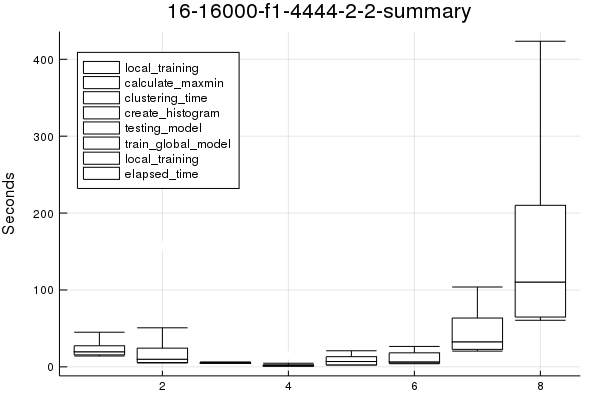 16-16000-f1-4444-2-2-summary
400
300
200
100
0
Seconds
local_training
calculate_maxmin
clustering_time
create_histogram
testing_model
train_global_model
local_training
elapsed_time
2 4 6 8